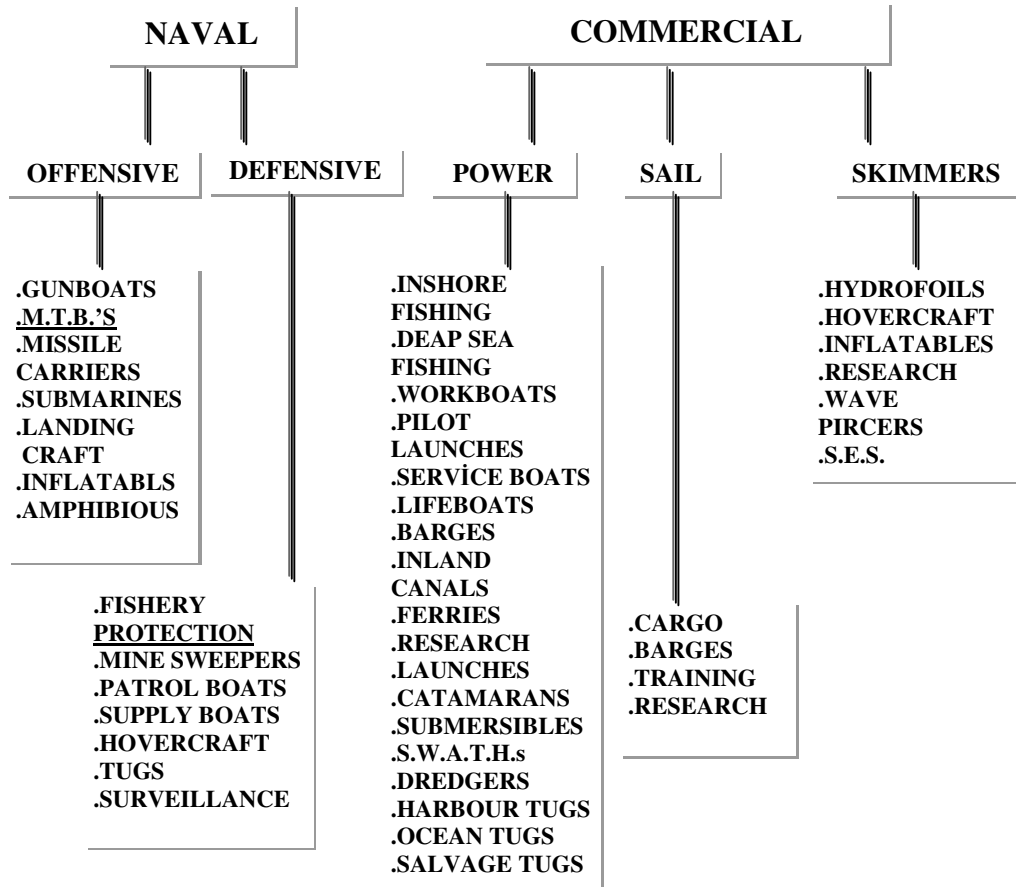 NAVAL
COMMERCIAL
OFFENSIVE
DEFENSIVE
POWER
SAIL
SKIMMERS
.GUNBOATS
.M.T.B.'S
.MISSILE
CARRIERS
.SUBMARINES
.LANDING
CRAFT
.INFLATABLS
.AMPHIBIOUS
.FISHERY
PROTECTION
.MINE SWEEPERS
.PATROL BOATS
.SUPPLY BOATS
.HOVERCRAFT
.TUGS
.SURVEILLANCE
.INSHORE
FISHING
.DEAP SEA
FISHING
.WORKBOATS
.PILOT
LAUNCHES
.SERVİCE BOATS
.LIFEBOATS
.BARGES
.INLAND
CANALS
.FERRIES
.RESEARCH
.LAUNCHES
.CATAMARANS
.SUBMERSIBLES
.S.W.A.T.H.s
.DREDGERS
.HARBOUR TUGS
.OCEAN TUGS
.SALVAGE TUGS
.CARGO
.BARGES
.TRAINING
.RESEARCH
.HYDROFOILS
.HOVERCRAFT
.INFLATABLES
.RESEARCH
.WAVE
PIRCERS
.S.E.S.